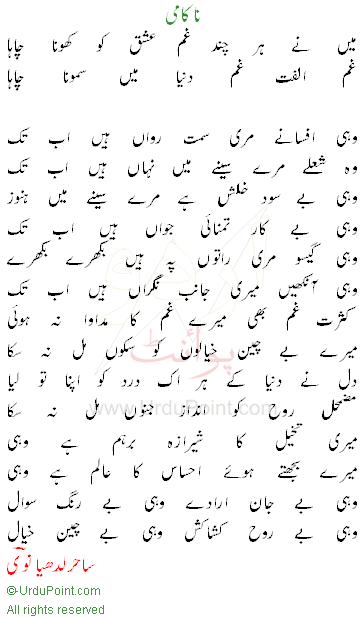 ناکامی
میں نے ہر چند غم عشق کو کھونا چاہا
غم الفت غم دنیا میں سمونا چاہا
وہی افسانے مری سمت رواں ہیں اب تک
وہ شعلے مرے سینے میں نہاں ہیں اب تک
وہی بے سود خلش ہے مرے سینے میں ہنوز
وہی بے کار تمنائی جواں ہیں اب تک
وہی گیسو مری راتوں پہ ہیں بکھرے بکھرے
وہی آنکھیں میری جانب نگراں ہیں اب تک
کثرت غم بھی میرے غم کا مداوا نہ ہوئی
میرے بے چین خیالوں کو سکوں مل نہ سکا
دل نے دنیا کے ہر اک درد کو اپنا تو لیا
مضمحل روح کو انداز جنوں مل نہ سکا
میری تخیل کا شیرازہ برہم ہے وہی
میرے بجھتے ہوئے احساس کا عالم ہے وہی
وہی بے جان ارادے وہی بے رنگ سوال
وہی بے روح کشاکش وہی بے چین خیال
ساحر لدھیانوی
©-UrduPoint.com
All rights reserved
پوائنٹ
www.UrduPoint.com